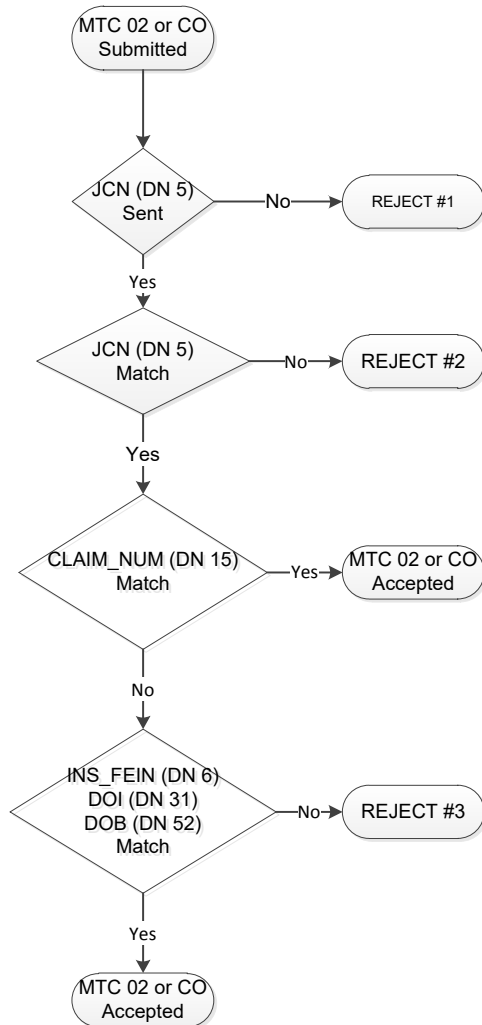 MTC 02 or CO
Submitted
JCN (DN 5)
Sent
No
REJECT #1
Yes
JCN (DN 5)
Match
No
REJECT #2
Yes
CLAIM_NUM (DN 15)
Match
Yes
MTC 02 or CO
Accepted
No
INS_FEIN (DN 6)
DOI (DN 31)
DOB (DN 52)
Match
No
REJECT #3
Yes
MTC 02 or CO
Accepted